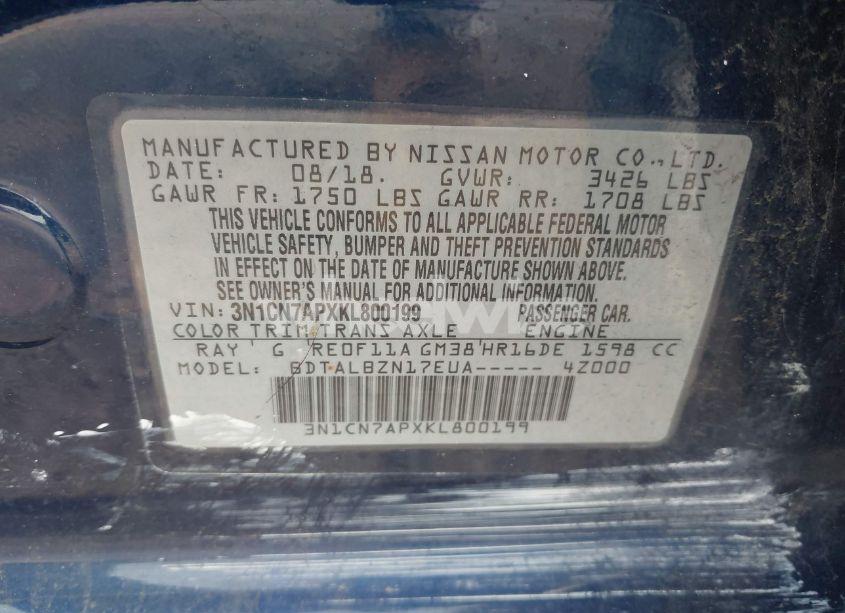 MANUFACTURED BY NISSAN MOTOR CO.,LTD.
DATE: 08/18. GVWR: 3426 LBS
GAWR FR: 1750 LBS GAWR RR: 1708 LBS
THIS VEHICLE CONFORMS TO ALL APPLICABLE FEDERAL MOTOR
VEHICLE SAFETY, BUMPER AND THEFT PREVENTION STANDARDS
IN EFFECT ON THE DATE OF MANUFACTURE SHOWN ABOVE.
SEE OWNER'S MANUAL FOR ADDITIONAL INFORMATION.
VIN: 3N1CN7APXKL800199 PASSENGER CAR.
COLOR TRIM TRANS AXLE ENGINE
RAY ' G RE0F11A GM38'HR16DE 1598 CC
MODEL: BDTALBZN17EUA----- 4Z000
3N1CN7APXKL800199